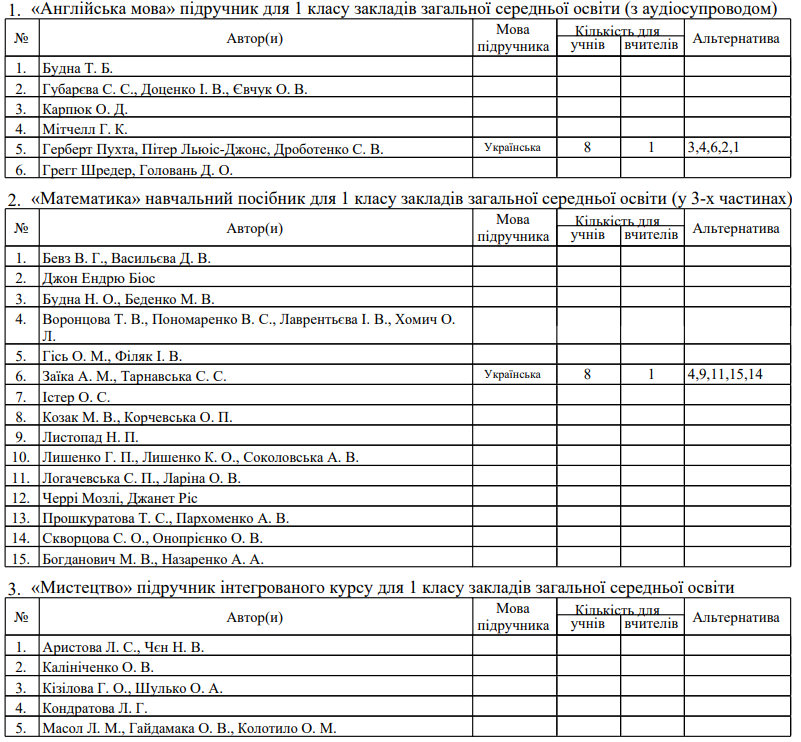 1. «Англійська мова» підручник для 1 класу закладів загальної середньої освіти (з аудіосупроводом)
№ Автор(и) Мова підручника Кількість для учнів вчителів Альтернатива
1. Будна Т. Б.
2. Губарєва С. С., Доценко І. В., Євчук О. В.
3. Карпюк О. Д.
4. Мітчелл Г. К.
5. Герберт Пухта, Пітер Льюіс-Джонс, Дроботенко С. В. Українська 8 1 3,4,6,2,1
6. Грегг Шредер, Головань Д. О.
2. «Математика» навчальний посібник для 1 класу закладів загальної середньої освіти (у 3-х частинах)
№ Автор(и) Мова підручника Кількість для учнів вчителів Альтернатива
1. Бевз В. Г., Васильєва Д. В.
2. Джон Ендрю Біос
3. Будна Н. О., Беденко М. В.
4. Воронцова Т. В., Пономаренко В. С., Лаврентьєва І. В., Хомич О.
Л.
5. Гісь О. М., Філяк І. В.
6. Заїка А. М., Тарнавська С. С. Українська 8 1 4,9,11,15,14
7. Істер О. С.
8. Козак М. В., Корчевська О. П.
9. Листопад Н. П.
10. Лишенко Г. П., Лишенко К. О., Соколовська А. В.
11. Логачевська С. П., Ларіна О. В.
12. Черрі Мозлі, Джанет Ріс
13. Прошкуратова Т. С., Пархоменко А. В.
14. Скворцова С. О., Онопрієнко О. В.
15. Богданович М. В., Назаренко А. А.
3. «Мистецтво» підручник інтегрованого курсу для 1 класу закладів загальної середньої освіти
№ Автор(и) Мова підручника Кількість для учнів вчителів Альтернатива
1. Аристова Л. С., Чєн Н. В.
2. Калініченко О. В.
3. Кізілова Г. О., Шулько О. А.
4. Кондратова Л. Г.
5. Масол Л. М., Гайдамака О. В., Колотило О. М.